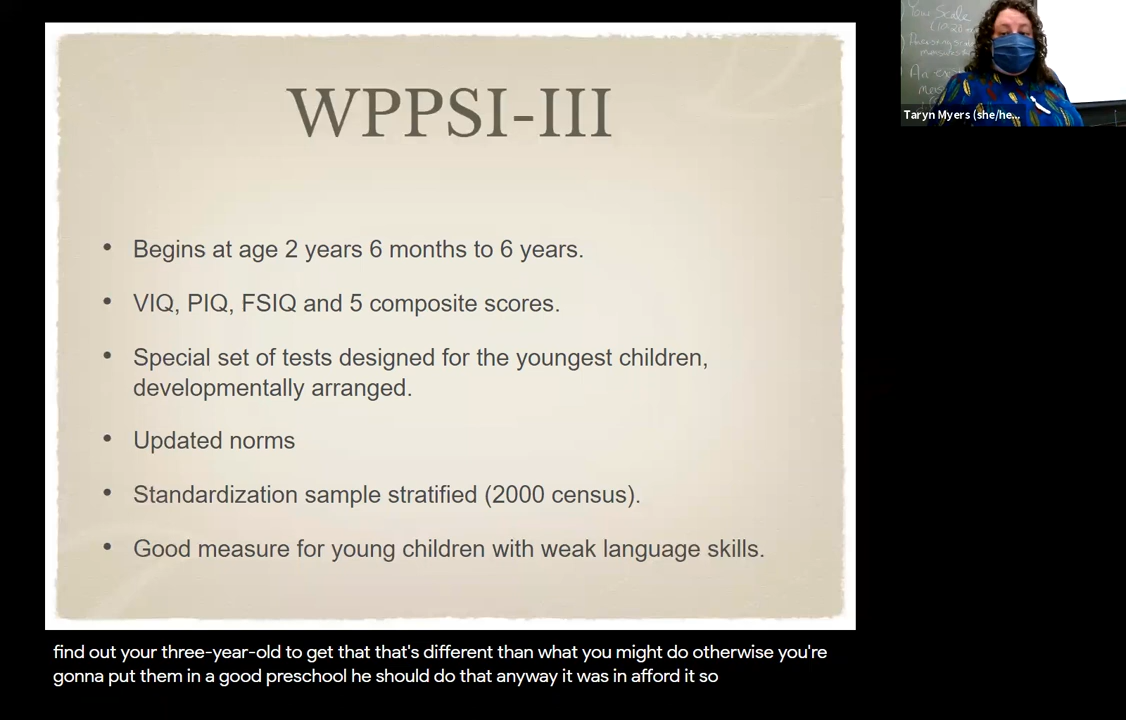 WPPSI-III
• Begins at age 2 years 6 months to 6 years.
• VIQ, PIQ, FSIQ and 5 composite scores.
• Special set of tests designed for the youngest children,
developmentally arranged.
• Updated norms
• Standardization sample stratified (2000 census).
• Good measure for young children with weak language skills.
Taryn Myers (she/he...
find out your three-year-old to get that that's different than what you might do otherwise you're
gonna put them in a good preschool he should do that anyway it was in afford it so